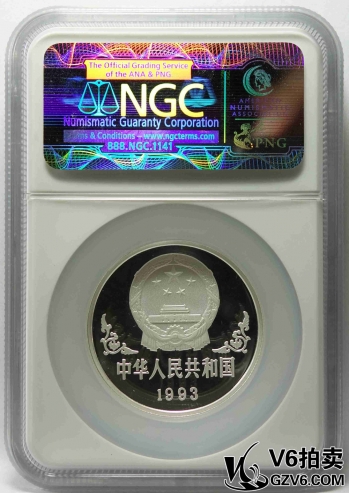 The Official Grading Service
of the ANA & PNG
NGC
Numismatic Guaranty Corporation
Terms & Conditions – www.ngcterms.com
888.NGC.1141
PNG
中华人民共和国
1993
V6拍卖
GZV6.COM